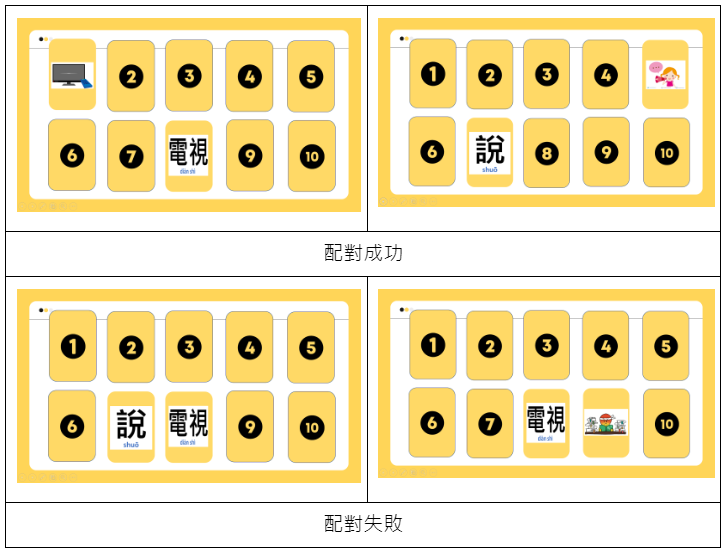 2 3 4 5
6 7 電視 9 10
diàn shì
1 2 3 4
6 說 8 9 10
shuō
配對成功
1 2 3 4 5
6 說 電視 9 10
shuō diàn shì
1 2 3 4 5
6 7 電視 10
diàn shì
配對失敗